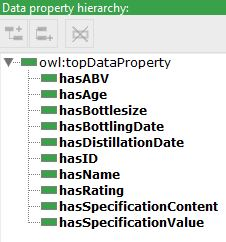 Data property hierarchy:
owl:topDataProperty
hasABV
hasAge
hasBottlesize
hasBottlingDate
hasDistillationDate
hasID
hasName
hasRating
hasSpecificationContent
hasSpecificationValue